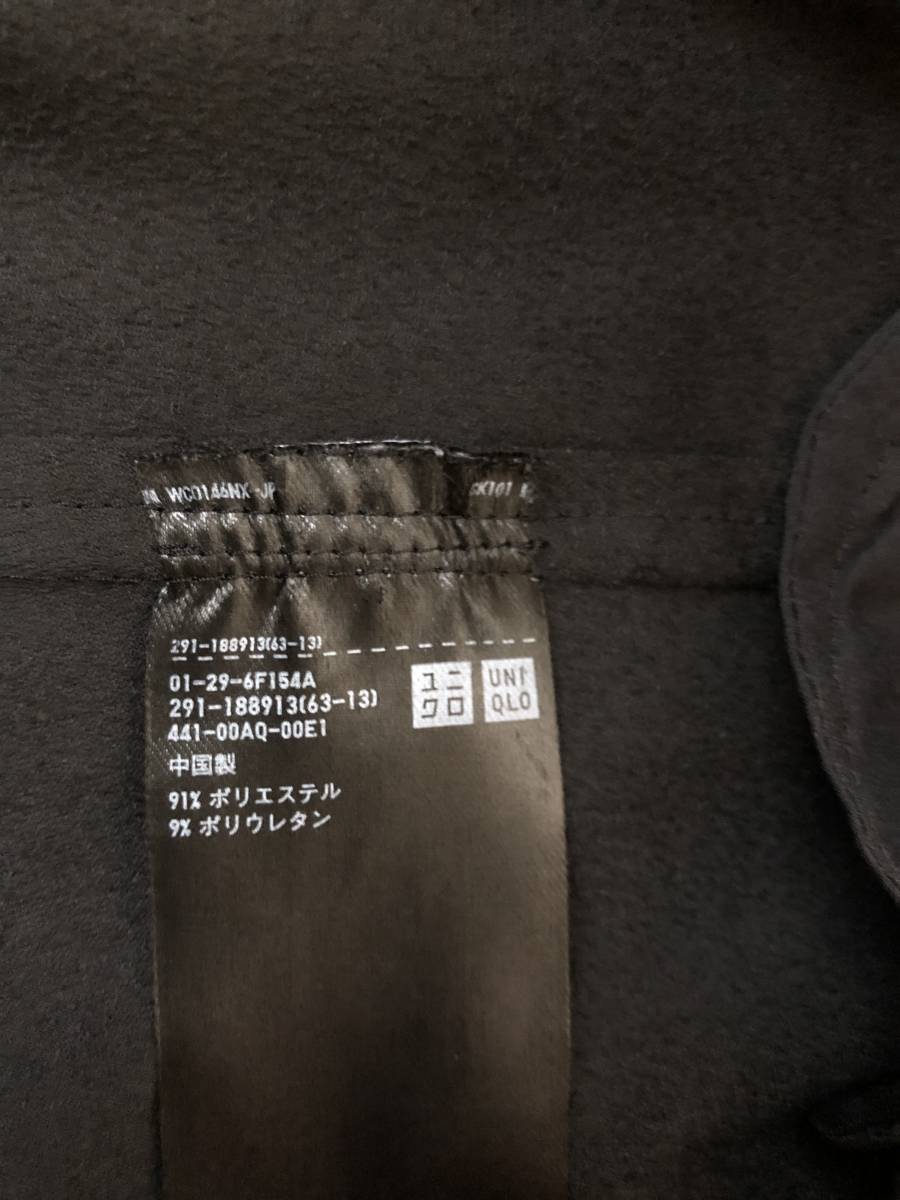 WC0146NX-JP
CK101
291-188913(63-13)
01-29-6F154A
291-188913(63-13)
441-00AQ-00E1
中国製
91% ポリエステル
9% ポリウレタン
ユニ
クロ
UNI
QLO